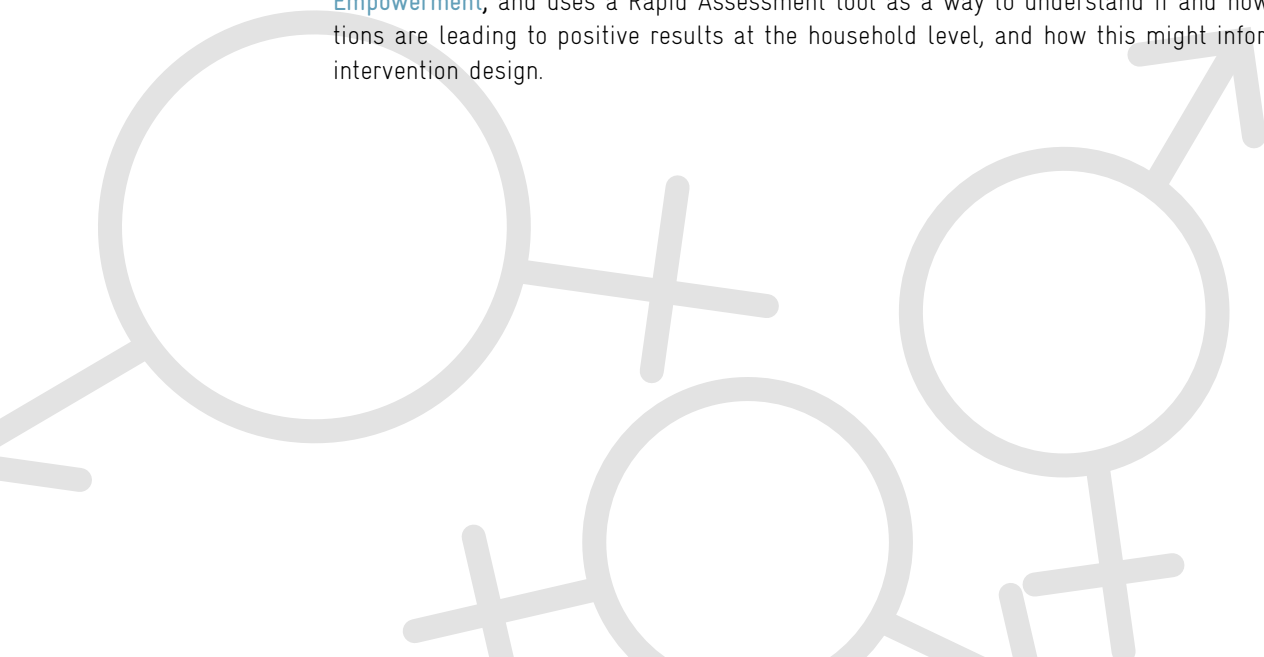 Empowerment, and uses a Rapid Assessment tool as a way to understand if and how
tions are leading to positive results at the household level, and how this might infor
intervention design.